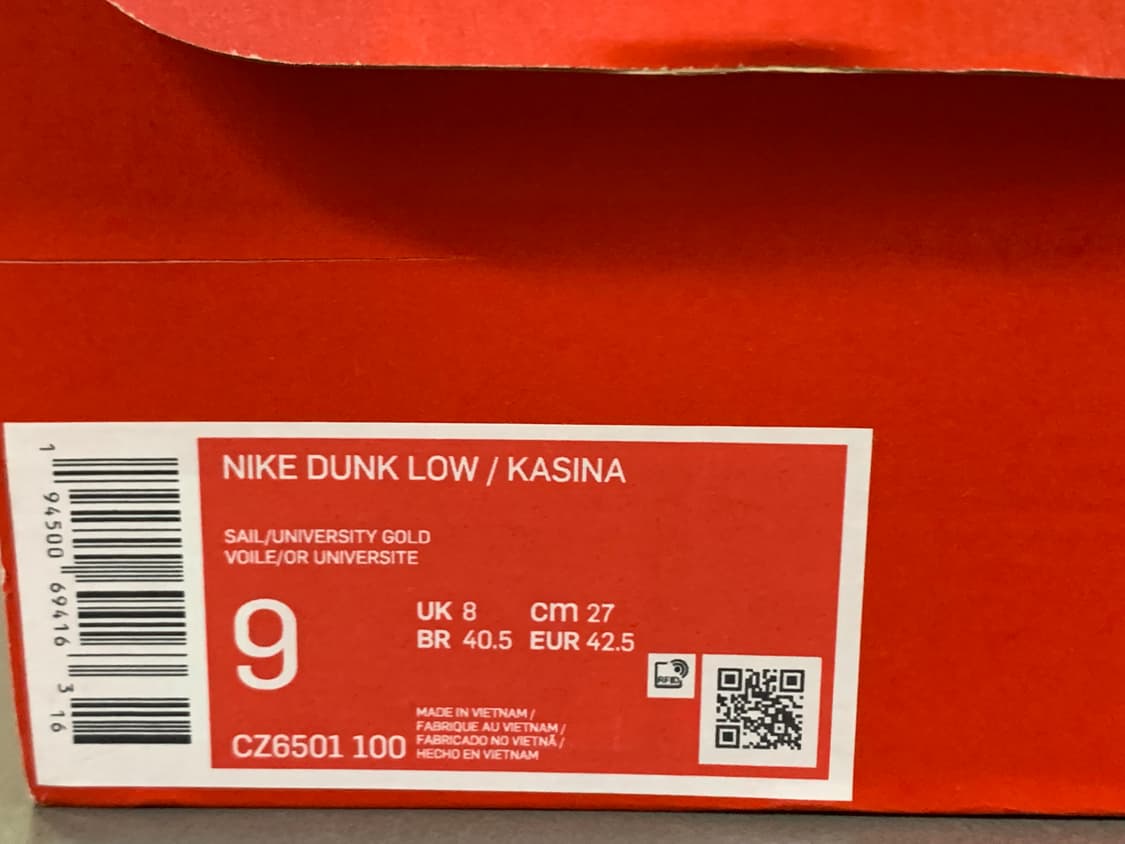 NIKE DUNK LOW / KASINA
SAIL/UNIVERSITY GOLD
VOILE/OR UNIVERSITE
9
UK 8 cm 27
BR 40.5 EUR 42.5
RFID
CZ6501 100
MADE IN VIETNAM /
FABRIQUE AU VIETNAM /
FABRICADO NO VIETNÃ /
HECHO EN VIETNAM
1 94500 69416 3 16